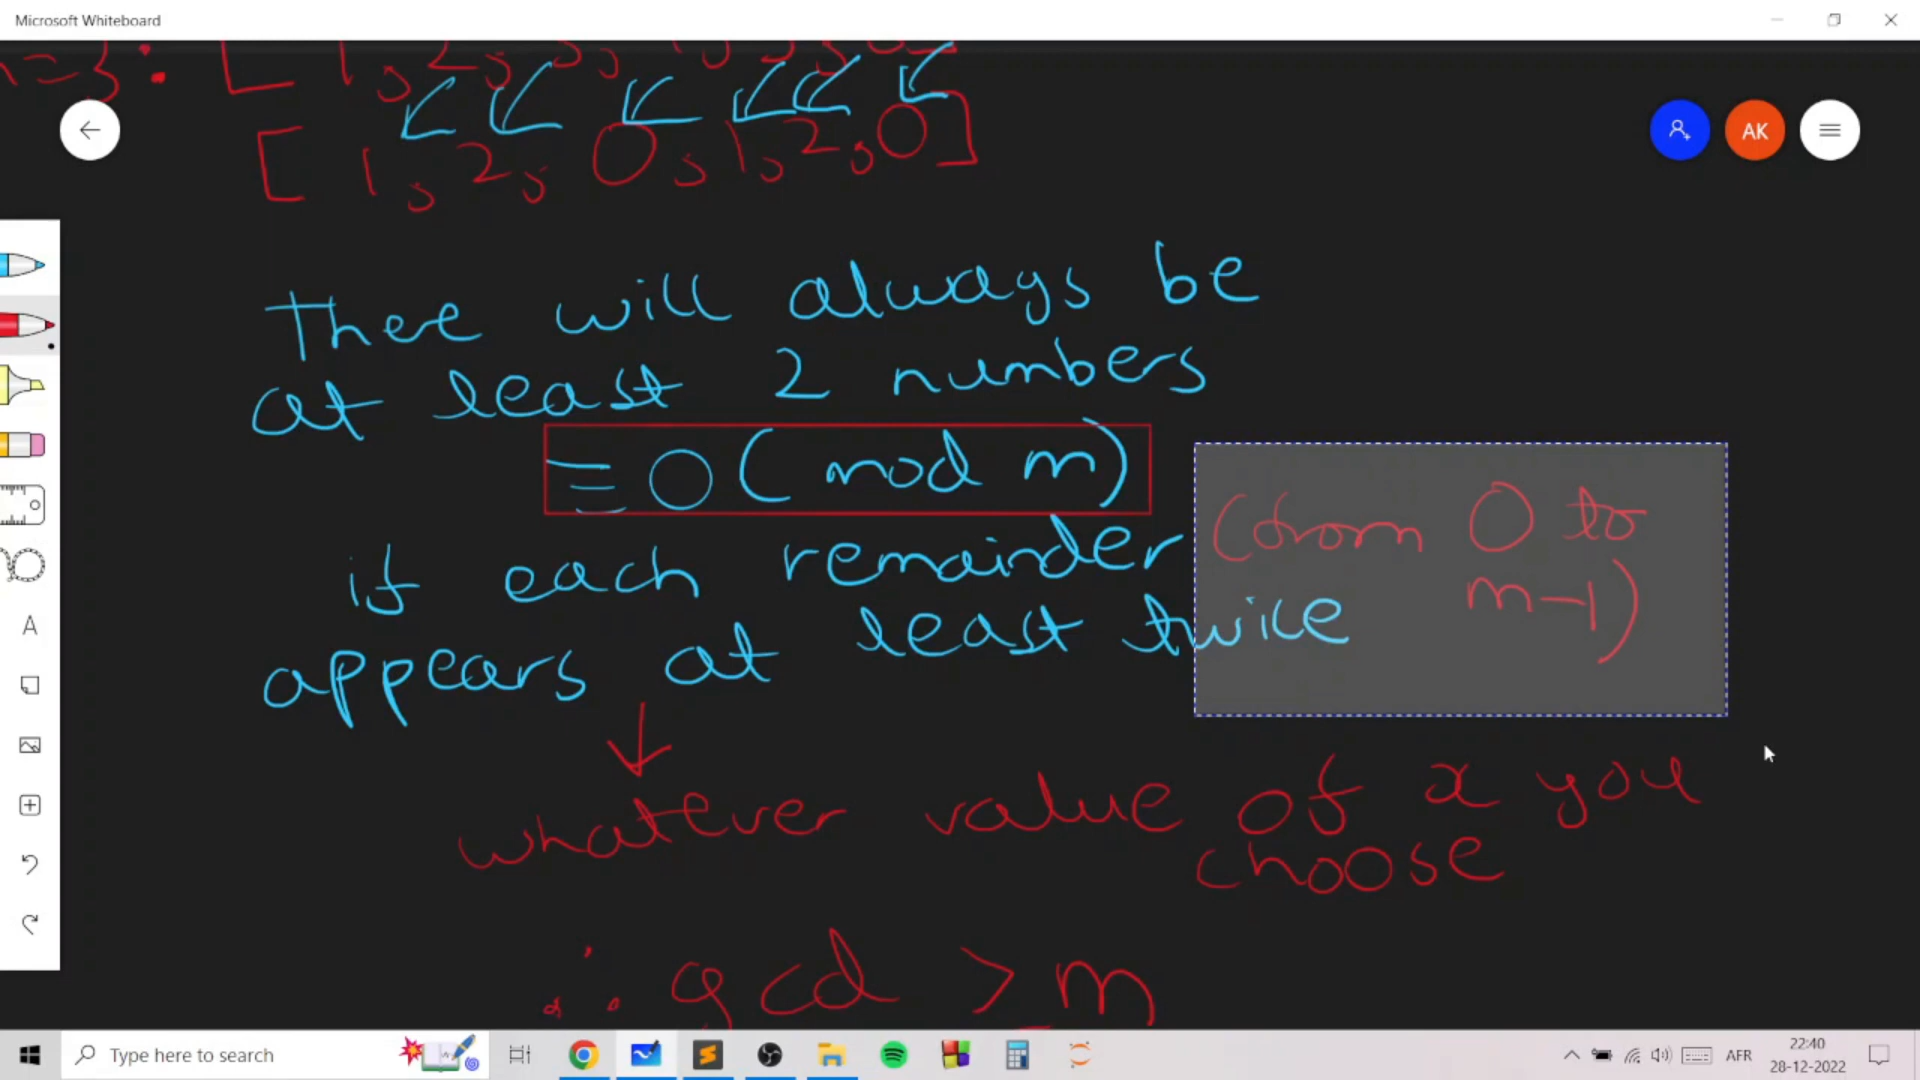 Microsoft Whiteboard
[ 1, 2, 0, 1, 2, 0 ]
AK
Thee will always be
at least 2 numbers
≡ 0 ( mod m )
(from 0 to
m-1)
if each remainder
appears at least twice
A
↓
whatever value of x you
choose
∴ gcd ≥ m
Type here to search
AFR
22:40
28-12-2022